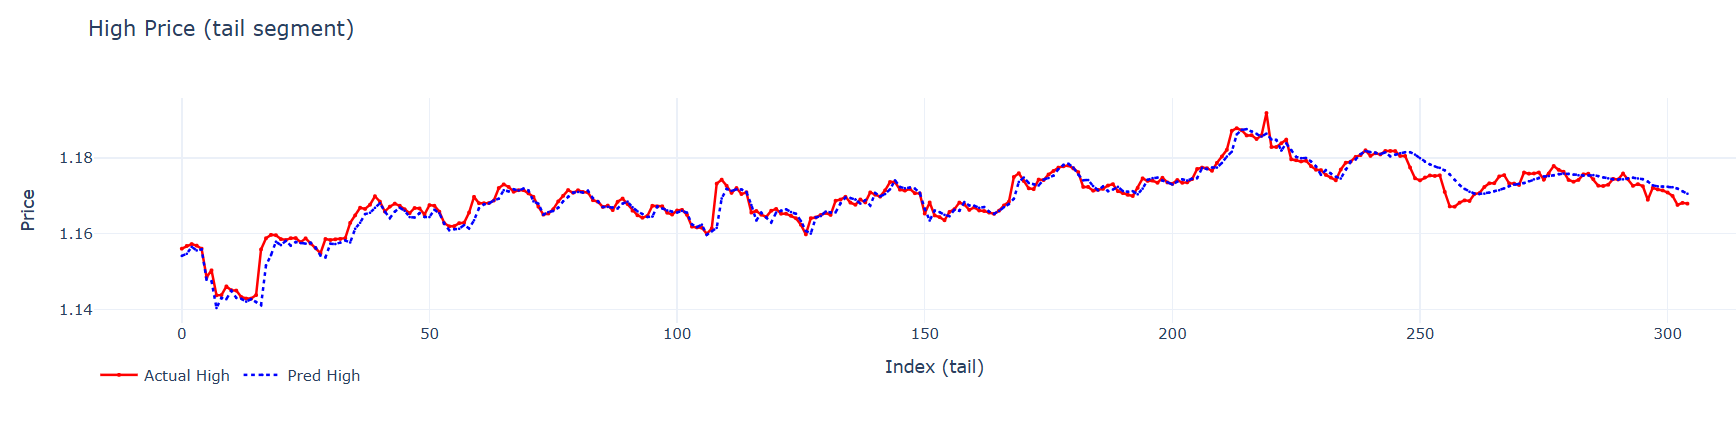 High Price (tail segment)
Price
1.18
1.16
1.14
0 50 100 150 200 250 300
Index (tail)
Actual High Pred High